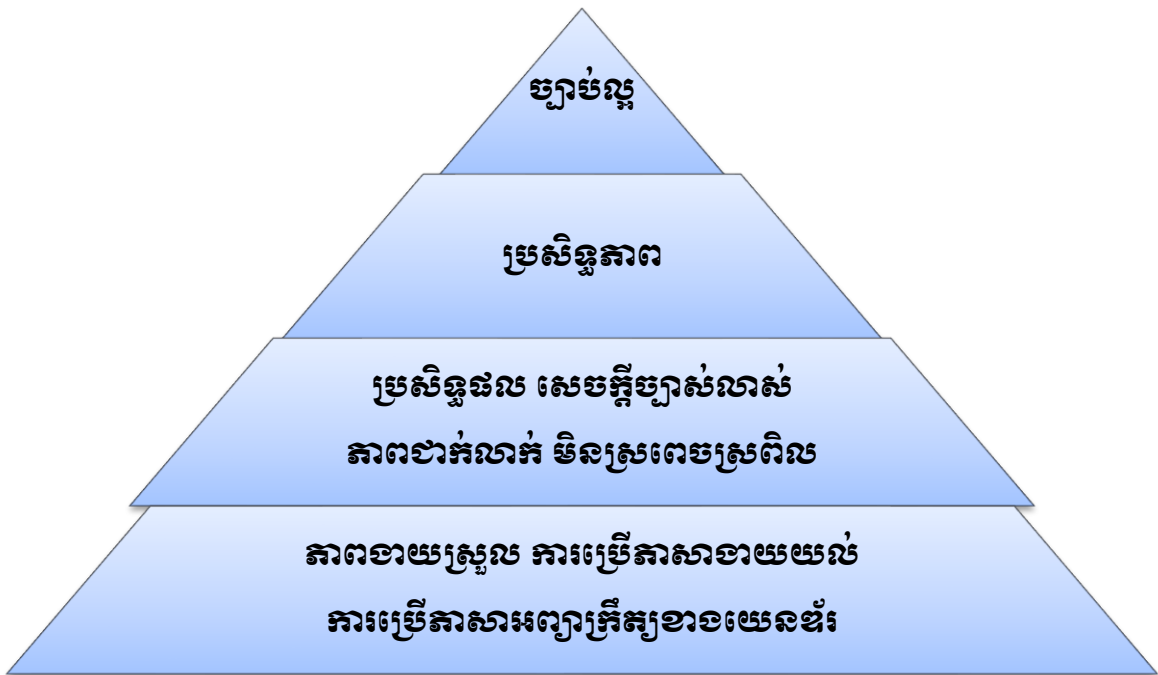 ច្បាប់ល្អ
ប្រសិទ្ធភាព
ប្រសិទ្ធផល សេចក្តីច្បាស់លាស់
ភាពជាក់លាក់ មិនស្រពេចស្រពិល
ភាពងាយស្រួល ការប្រើភាសាងាយយល់
ការប្រើភាសាអព្យាក្រឹត្យខាងយេនឌ័រ